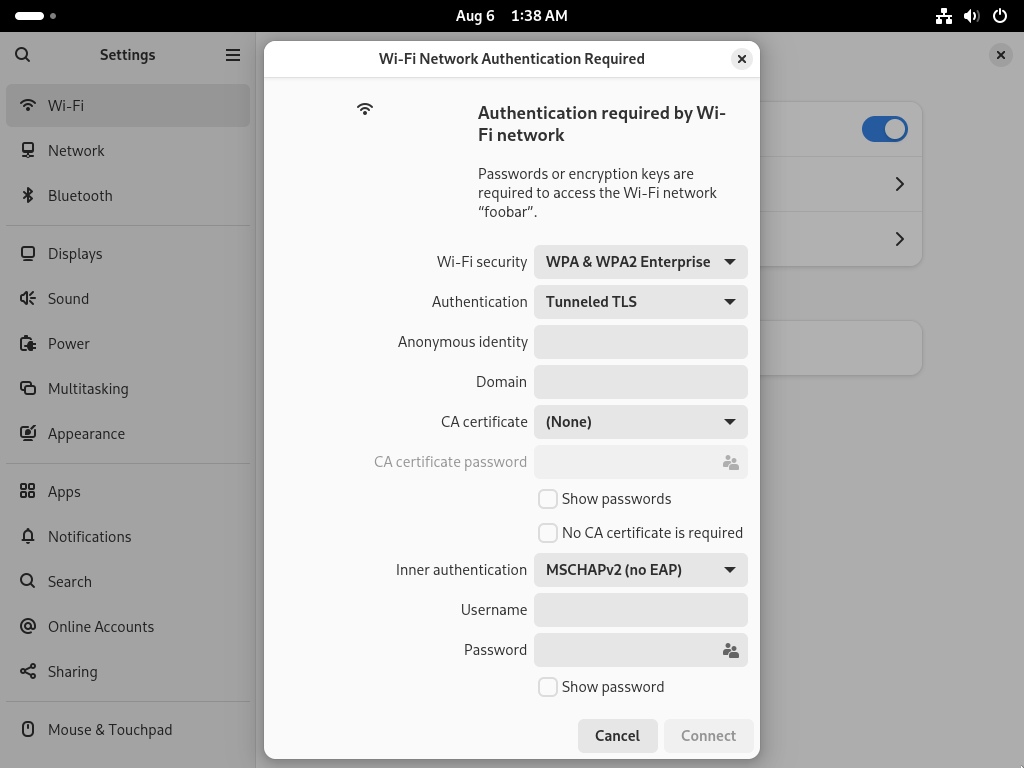 Aug 6 1:38 AM
Settings
Wi-Fi
Network
Bluetooth
Displays
Sound
Power
Multitasking
Appearance
Apps
Notifications
Search
Online Accounts
Sharing
Mouse & Touchpad
Wi-Fi Network Authentication Required
Authentication required by Wi-
Fi network
Passwords or encryption keys are
required to access the Wi-Fi network
“foobar”.
Wi-Fi security WPA & WPA2 Enterprise
Authentication Tunneled TLS
Anonymous identity
Domain
CA certificate (None)
CA certificate password
Show passwords
No CA certificate is required
Inner authentication MSCHAPv2 (no EAP)
Username
Password
Show password
Cancel Connect